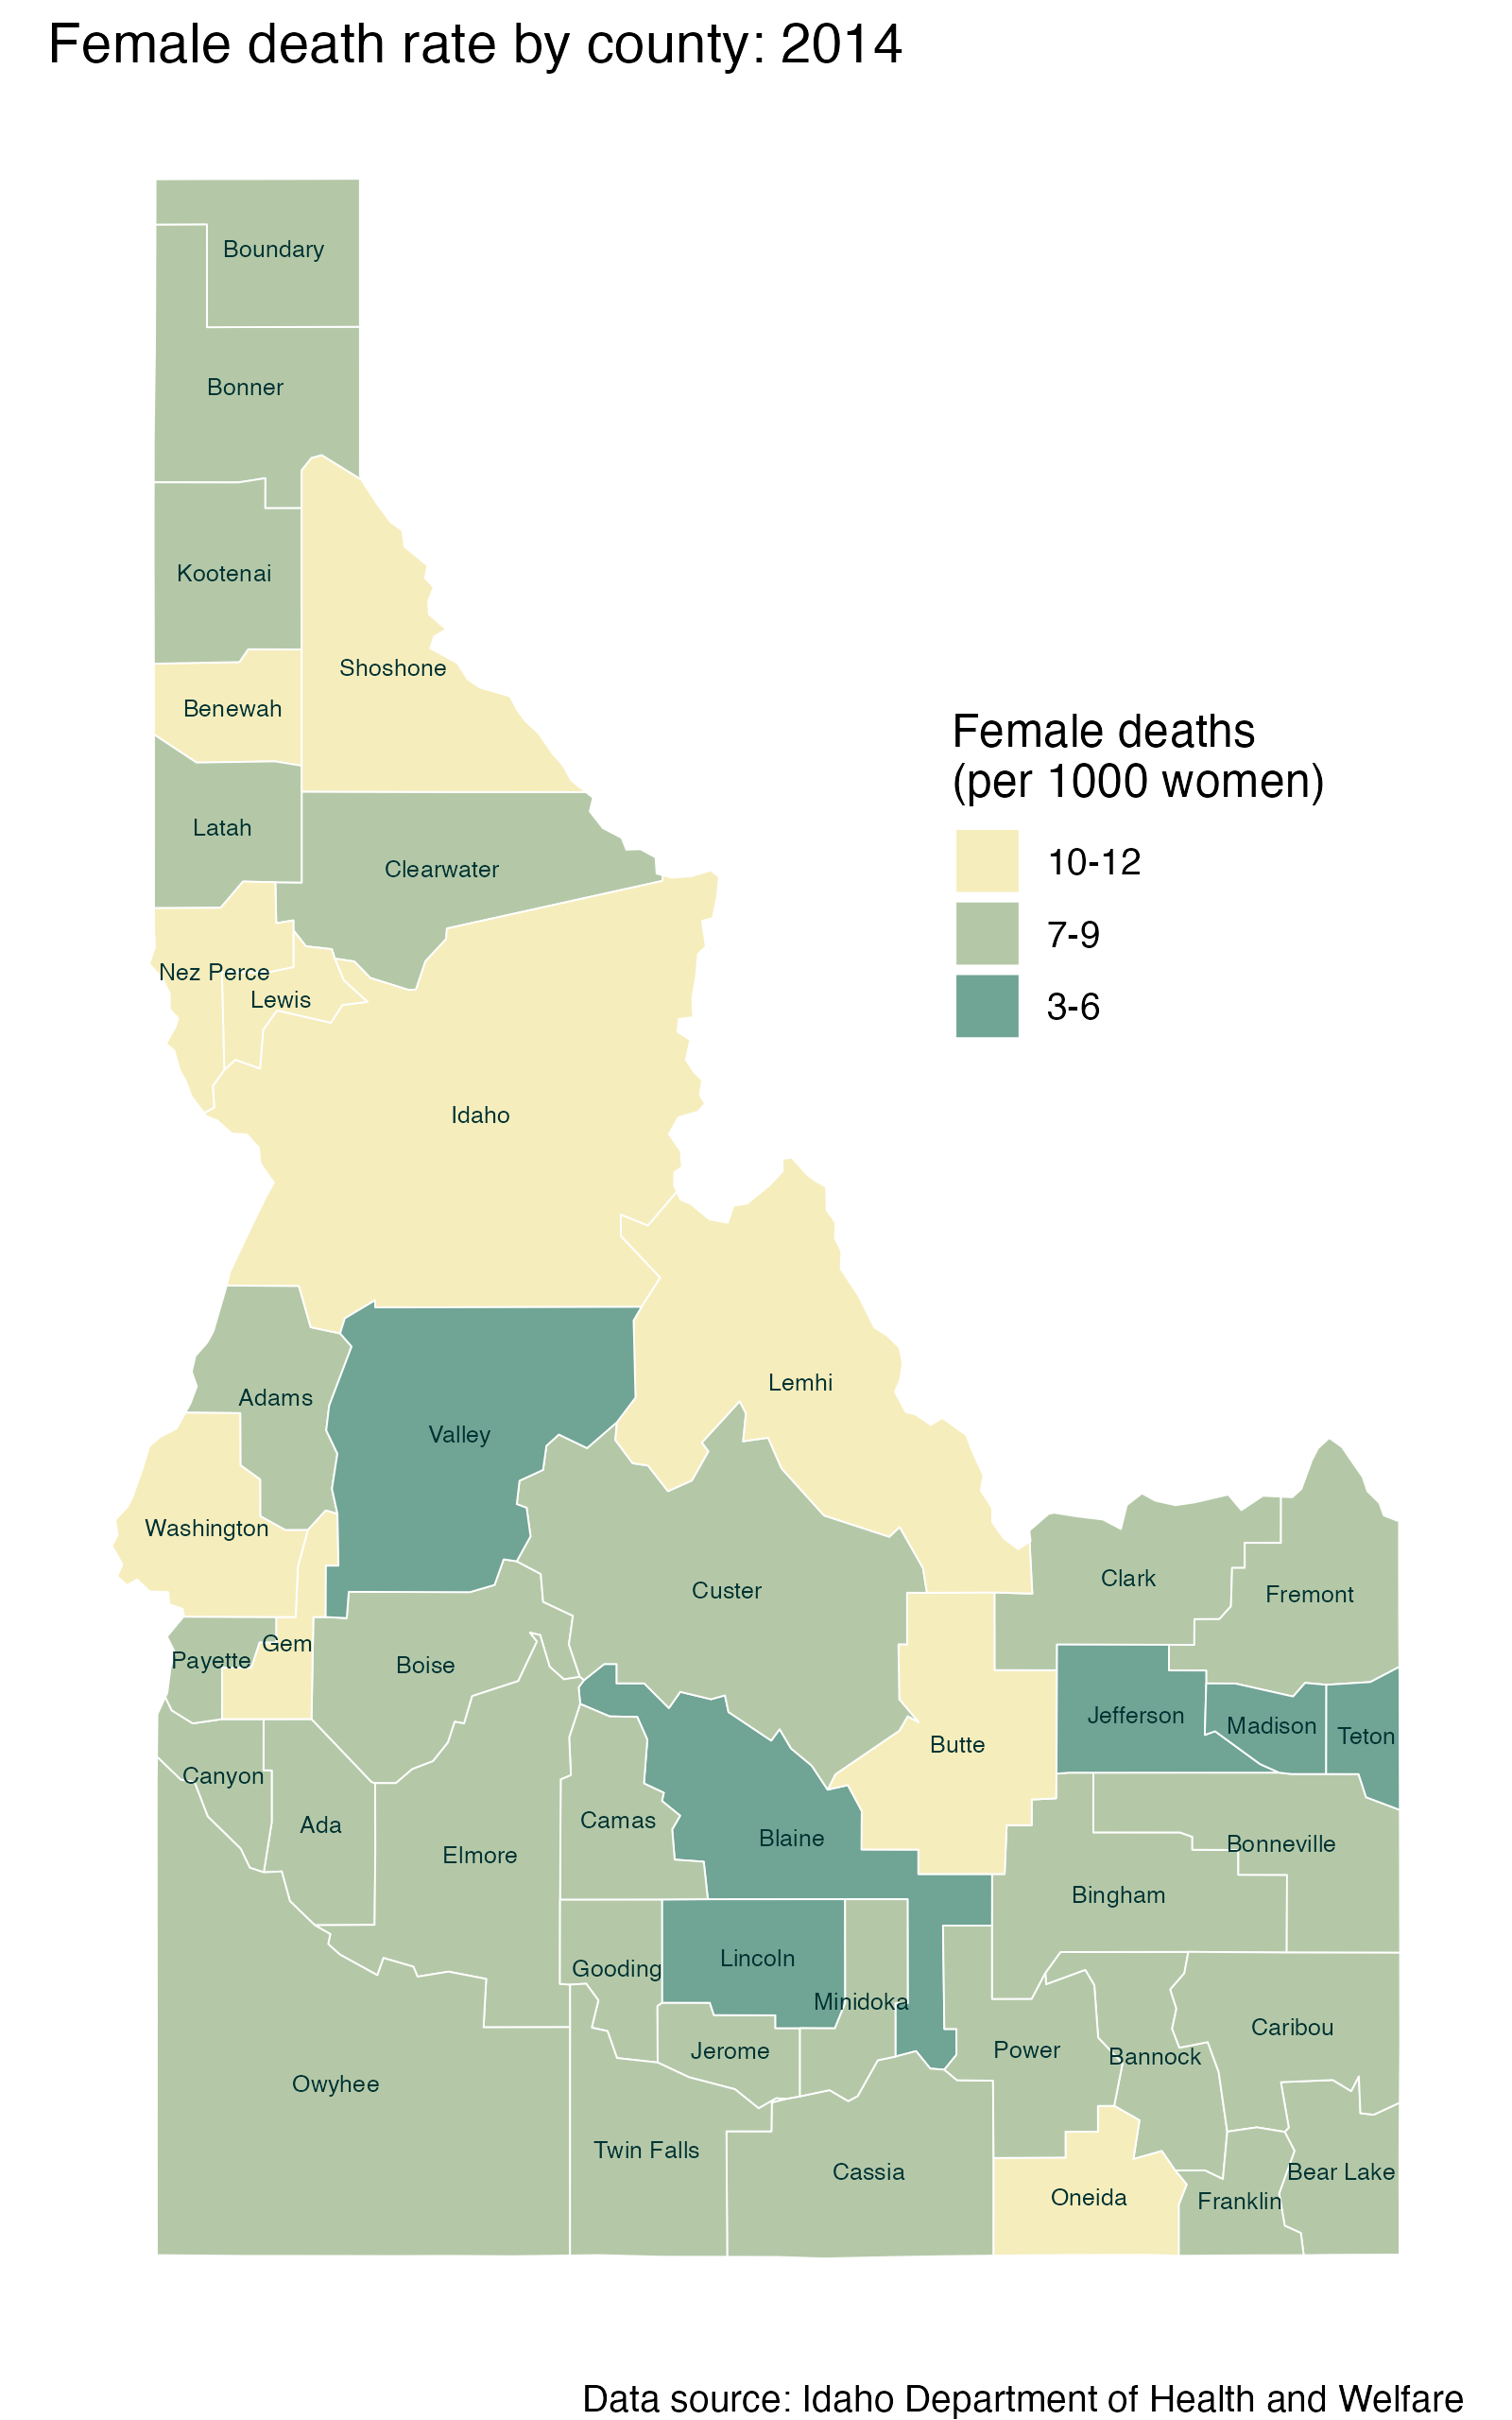 Female death rate by county: 2014
Boundary
Bonner
Kootenai
Shoshone
Benewah
Female deaths
(per 1000 women)
10-12
7-9
3-6
Latah
Clearwater
Nez Perce
Lewis
Idaho
Lemhi
Adams
Valley
Washington
Custer
Clark
Fremont
Gem
Payette
Boise
Jefferson
Madison
Teton
Butte
Canyon
Ada
Camas
Blaine
Bonneville
Elmore
Bingham
Lincoln
Gooding
Minidoka
Caribou
Jerome
Power
Bannock
Owyhee
Twin Falls
Cassia
Bear Lake
Oneida
Franklin
Data source: Idaho Department of Health and Welfare